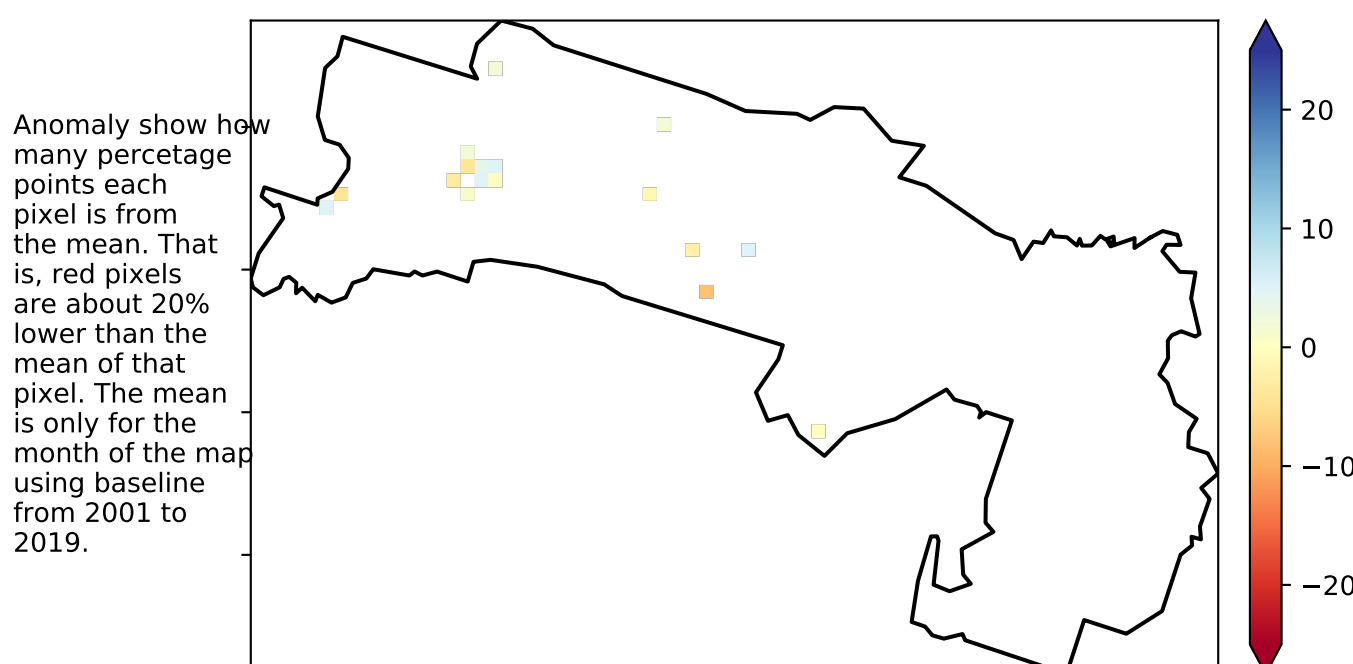 Anomaly show how
many percetage
points each
pixel is from
the mean. That
is, red pixels
are about 20%
lower than the
mean of that
pixel. The mean
is only for the
month of the map
using baseline
from 2001 to
2019.
20
10
0
−10
−20